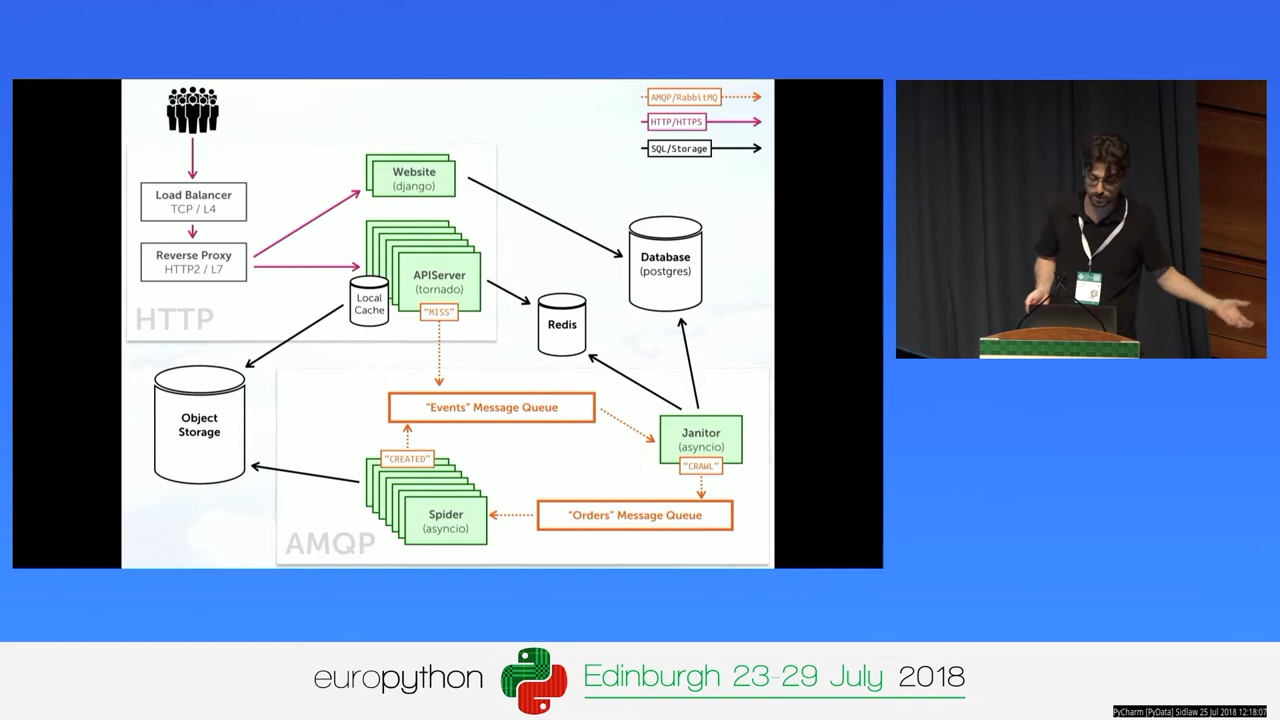 AMQP/RabbitMQ
HTTP/HTTPS
SQL/Storage
Load Balancer
TCP / L4
Reverse Proxy
HTTP2 / L7
HTTP
Website
(django)
APIServer
(tornado)
Local
Cache
"MISS"
Redis
Database
(postgres)
Object
Storage
"Events" Message Queue
Janitor
(asyncio)
"CRAWL"
"CREATED"
Spider
(asyncio)
"Orders" Message Queue
AMQP
europython
Edinburgh 23-29 July 2018
PyCharm [PyData] Sidlaw 25 Jul 2018 12:18:07